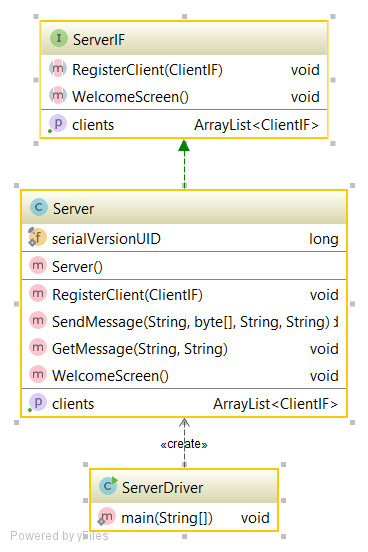 I ServerIF
m RegisterClient(ClientIF) void
m WelcomeScreen() void
p clients ArrayList<ClientIF>
C Server
f serialVersionUID long
m Server()
m RegisterClient(ClientIF) void
m SendMessage(String, byte[], String, String) d
m GetMessage(String, String) void
m WelcomeScreen() void
p clients ArrayList<ClientIF>
«create»
C ServerDriver
m main(String[]) void
Powered by yFiles